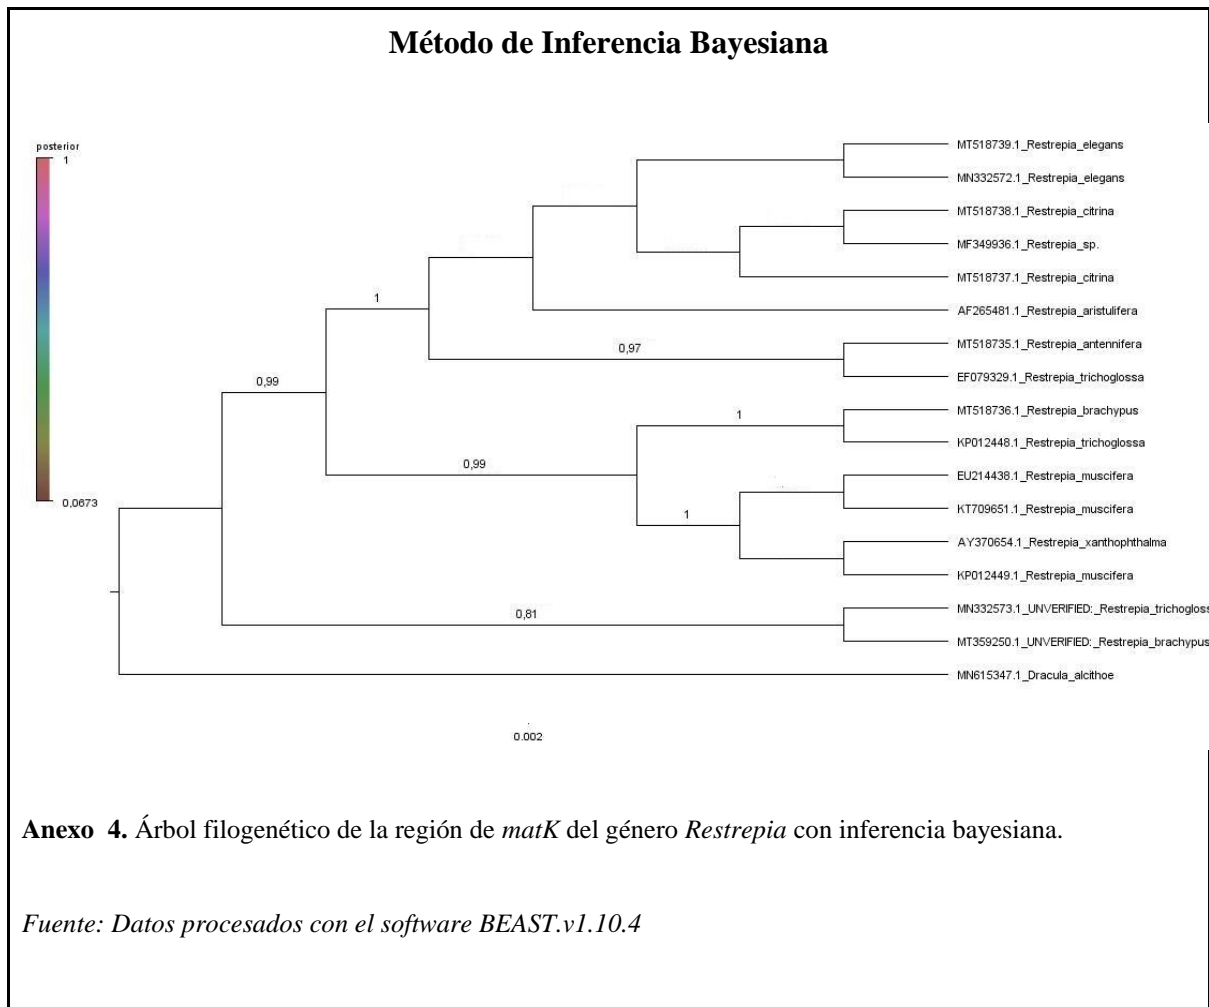 Método de Inferencia Bayesiana
posterior
1
0,0673
MT518739.1_Restrepia_elegans
MN332572.1_Restrepia_elegans
MT518738.1_Restrepia_citrina
MF349936.1_Restrepia_sp.
MT518737.1_Restrepia_citrina
AF265481.1_Restrepia_aristulifera
1
MT518735.1_Restrepia_antennifera
0,97
EF079329.1_Restrepia_trichoglossa
0,99
MT518736.1_Restrepia_brachypus
1
KP012448.1_Restrepia_trichoglossa
0,99
EU214438.1_Restrepia_muscifera
KT709651.1_Restrepia_muscifera
1
AY370654.1_Restrepia_xanthophthalma
KP012449.1_Restrepia_muscifera
MN332573.1_UNVERIFIED:_Restrepia_trichogloss
0,81
MT359250.1_UNVERIFIED:_Restrepia_brachypus
MN615347.1_Dracula_alcithoe
0.002
Anexo 4. Árbol filogenético de la región de matK del género Restrepia con inferencia bayesiana.
Fuente: Datos procesados con el software BEAST.v1.10.4